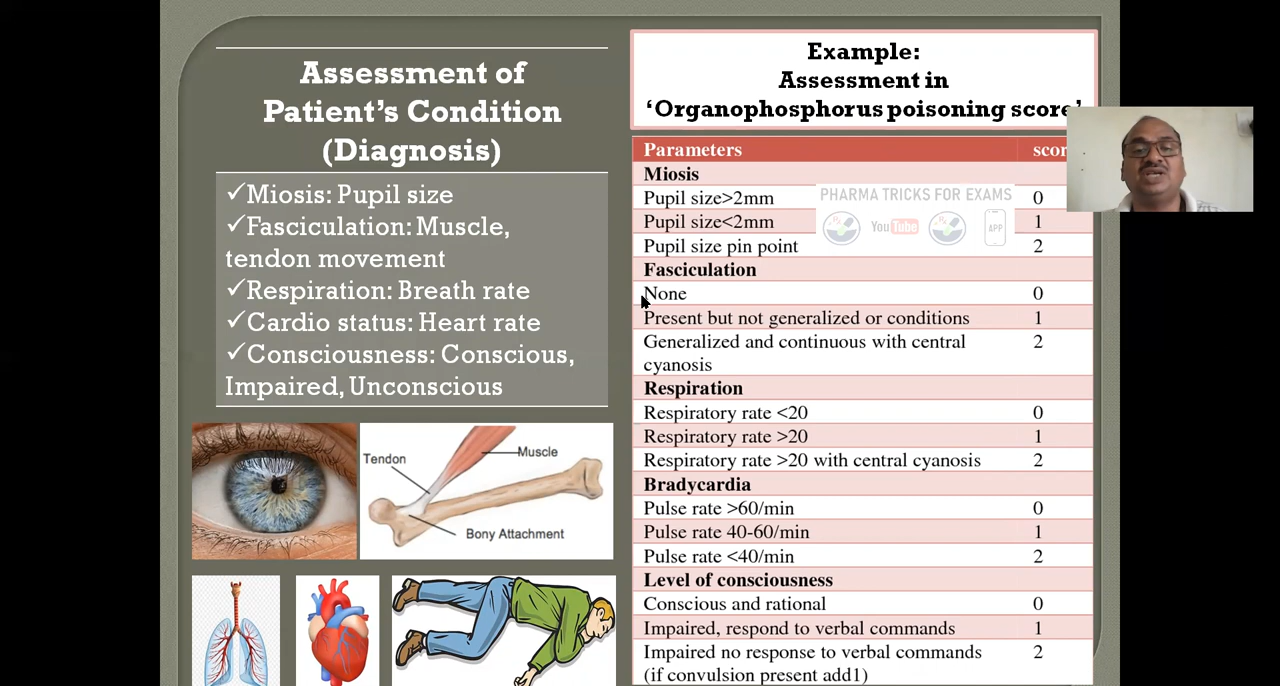 Assessment of
Patient's Condition
(Diagnosis)
✓Miosis: Pupil size
✓Fasciculation: Muscle,
tendon movement
✓Respiration: Breath rate
✓Cardio status: Heart rate
✓Consciousness: Conscious,
Impaired, Unconscious
Tendon
Muscle
Bony Attachment
Example:
Assessment in
'Organophosphorus poisoning score'
Parameters scor
Miosis
Pupil size>2mm 0
Pupil size<2mm 1
Pupil size pin point 2
Fasciculation
None 0
Present but not generalized or conditions 1
Generalized and continuous with central 2
cyanosis
Respiration
Respiratory rate <20 0
Respiratory rate >20 1
Respiratory rate >20 with central cyanosis 2
Bradycardia
Pulse rate >60/min 0
Pulse rate 40-60/min 1
Pulse rate <40/min 2
Level of consciousness
Conscious and rational 0
Impaired, respond to verbal commands 1
Impaired no response to verbal commands 2
(if convulsion present add1)
PHARMA TRICKS FOR EXAMS
YouTube
APP